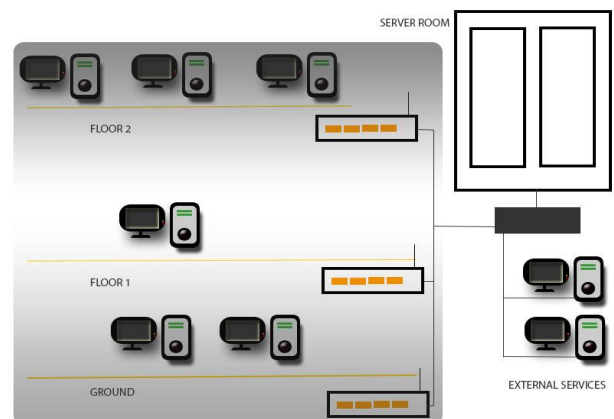 SERVER ROOM
FLOOR 2
FLOOR 1
GROUND
EXTERNAL SERVICES